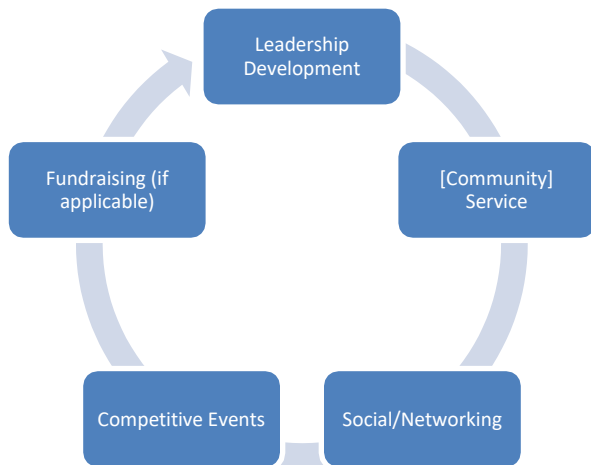 Leadership
Development
[Community]
Service
Social/Networking
Competitive Events
Fundraising (if
applicable)